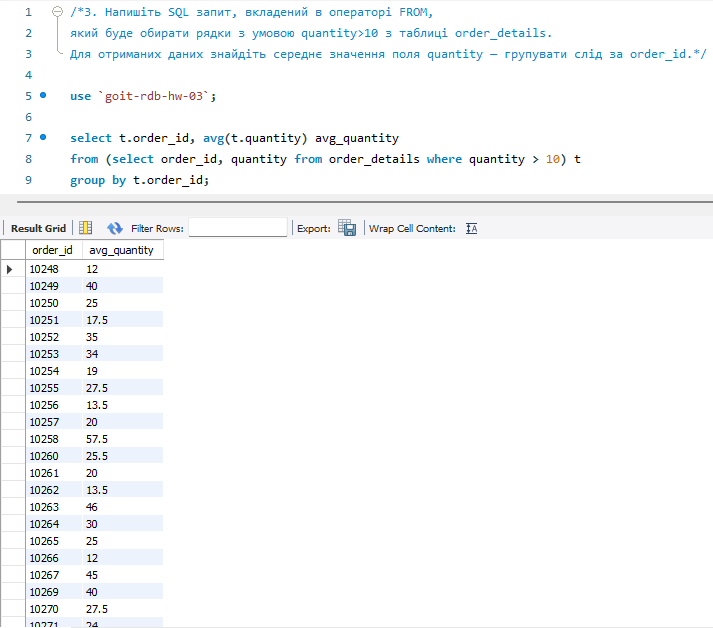 1 /*3. Напишіть SQL запит, вкладений в операторі FROM,
2 який буде обирати рядки з умовою quantity>10 з таблиці order_details.
3 Для отриманих даних знайдіть середнє значення поля quantity — групувати слід за order_id.*/
4
5 use `goit-rdb-hw-03`;
6
7 select t.order_id, avg(t.quantity) avg_quantity
8 from (select order_id, quantity from order_details where quantity > 10) t
9 group by t.order_id;
Result Grid Filter Rows: Export: Wrap Cell Content:
order_id avg_quantity
10248 12
10249 40
10250 25
10251 17.5
10252 35
10253 34
10254 19
10255 27.5
10256 13.5
10257 20
10258 57.5
10260 25.5
10261 20
10262 13.5
10263 46
10264 30
10265 25
10266 12
10267 45
10269 40
10270 27.5
10271 24